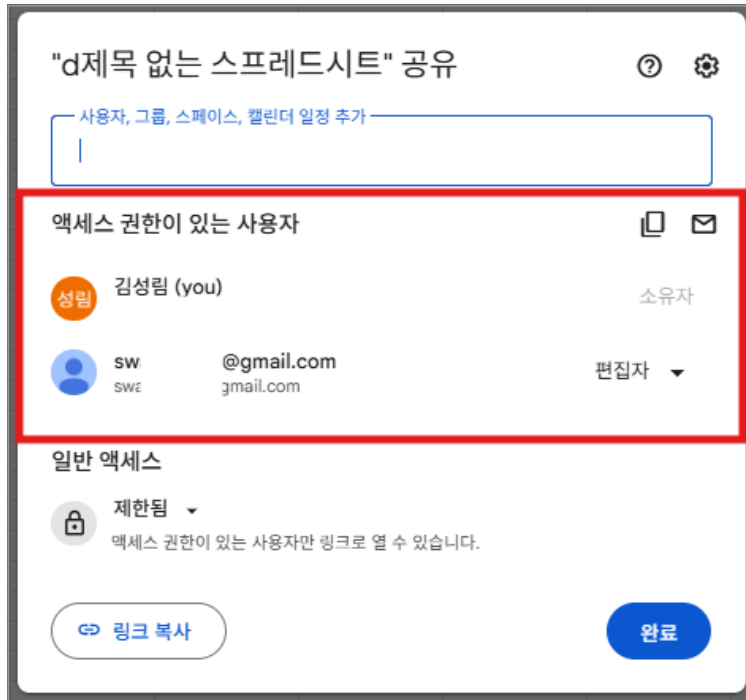 "d제목 없는 스프레드시트" 공유
사용자, 그룹, 스페이스, 캘린더 일정 추가
액세스 권한이 있는 사용자
성림 김성림 (you) 소유자
sw @gmail.com 편집자
swa gmail.com
일반 액세스
제한됨
액세스 권한이 있는 사용자만 링크로 열 수 있습니다.
링크 복사 완료